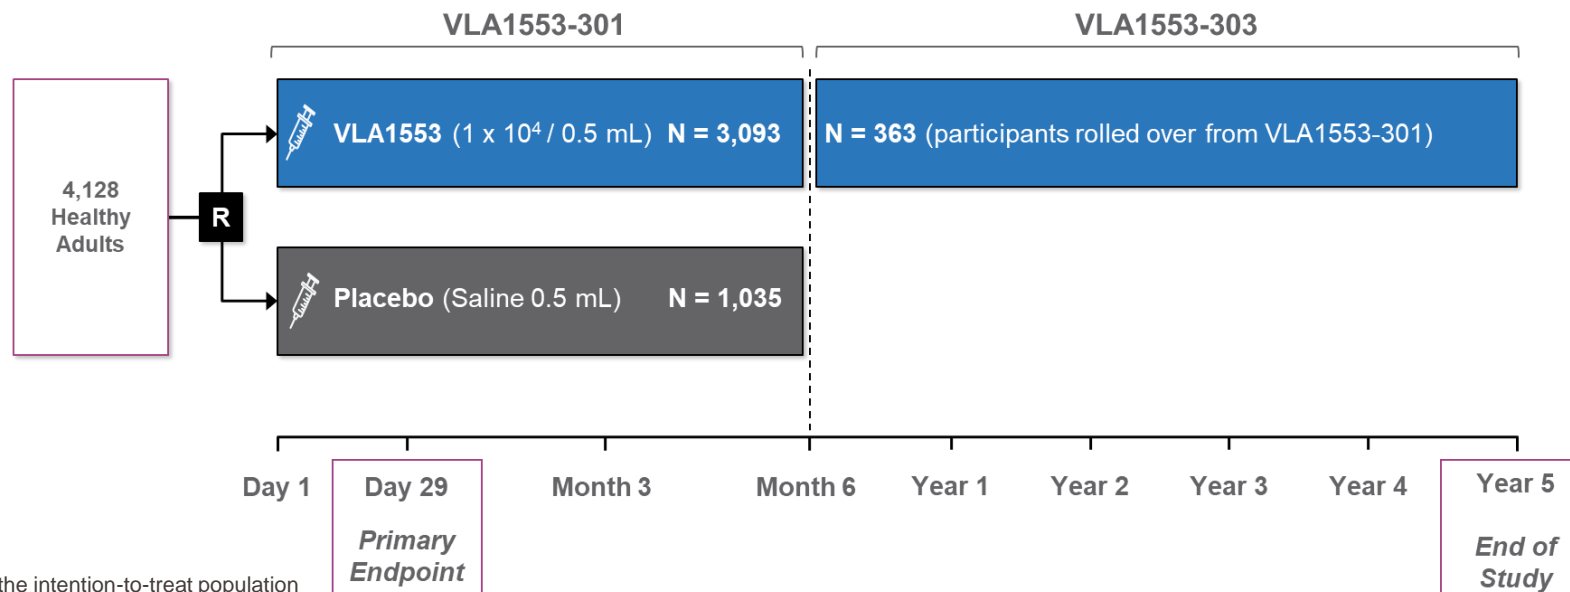 VLA1553-301
VLA1553-303
4,128
Healthy
Adults
R
VLA1553 (1 x 10⁴ / 0.5 mL) N = 3,093
N = 363 (participants rolled over from VLA1553-301)
Placebo (Saline 0.5 mL) N = 1,035
Day 1 Day 29 Month 3 Month 6 Year 1 Year 2 Year 3 Year 4 Year 5
Primary
Endpoint
End of
Study
the intention-to-treat population